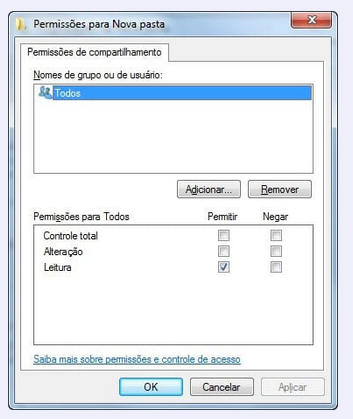 Permissões para Nova pasta
Permissões de compartilhamento
Nomes de grupo ou de usuário:
Todos
Adicionar...
Remover
Permissões para Todos Permitir Negar
Controle total
Alteração
Leitura
Saiba mais sobre permissões e controle de acesso
OK Cancelar Aplicar